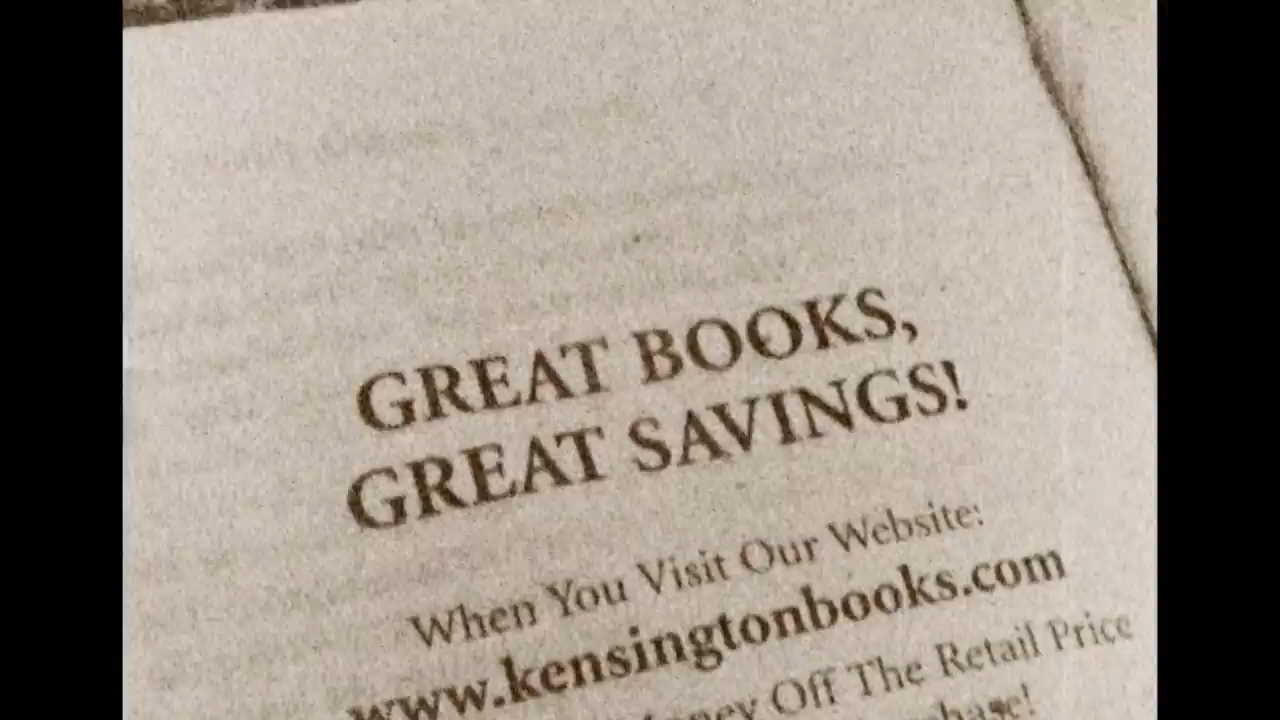 GREAT BOOKS,
GREAT SAVINGS!
When You Visit Our Website:
www.kensingtonbooks.com
Off The Retail Price